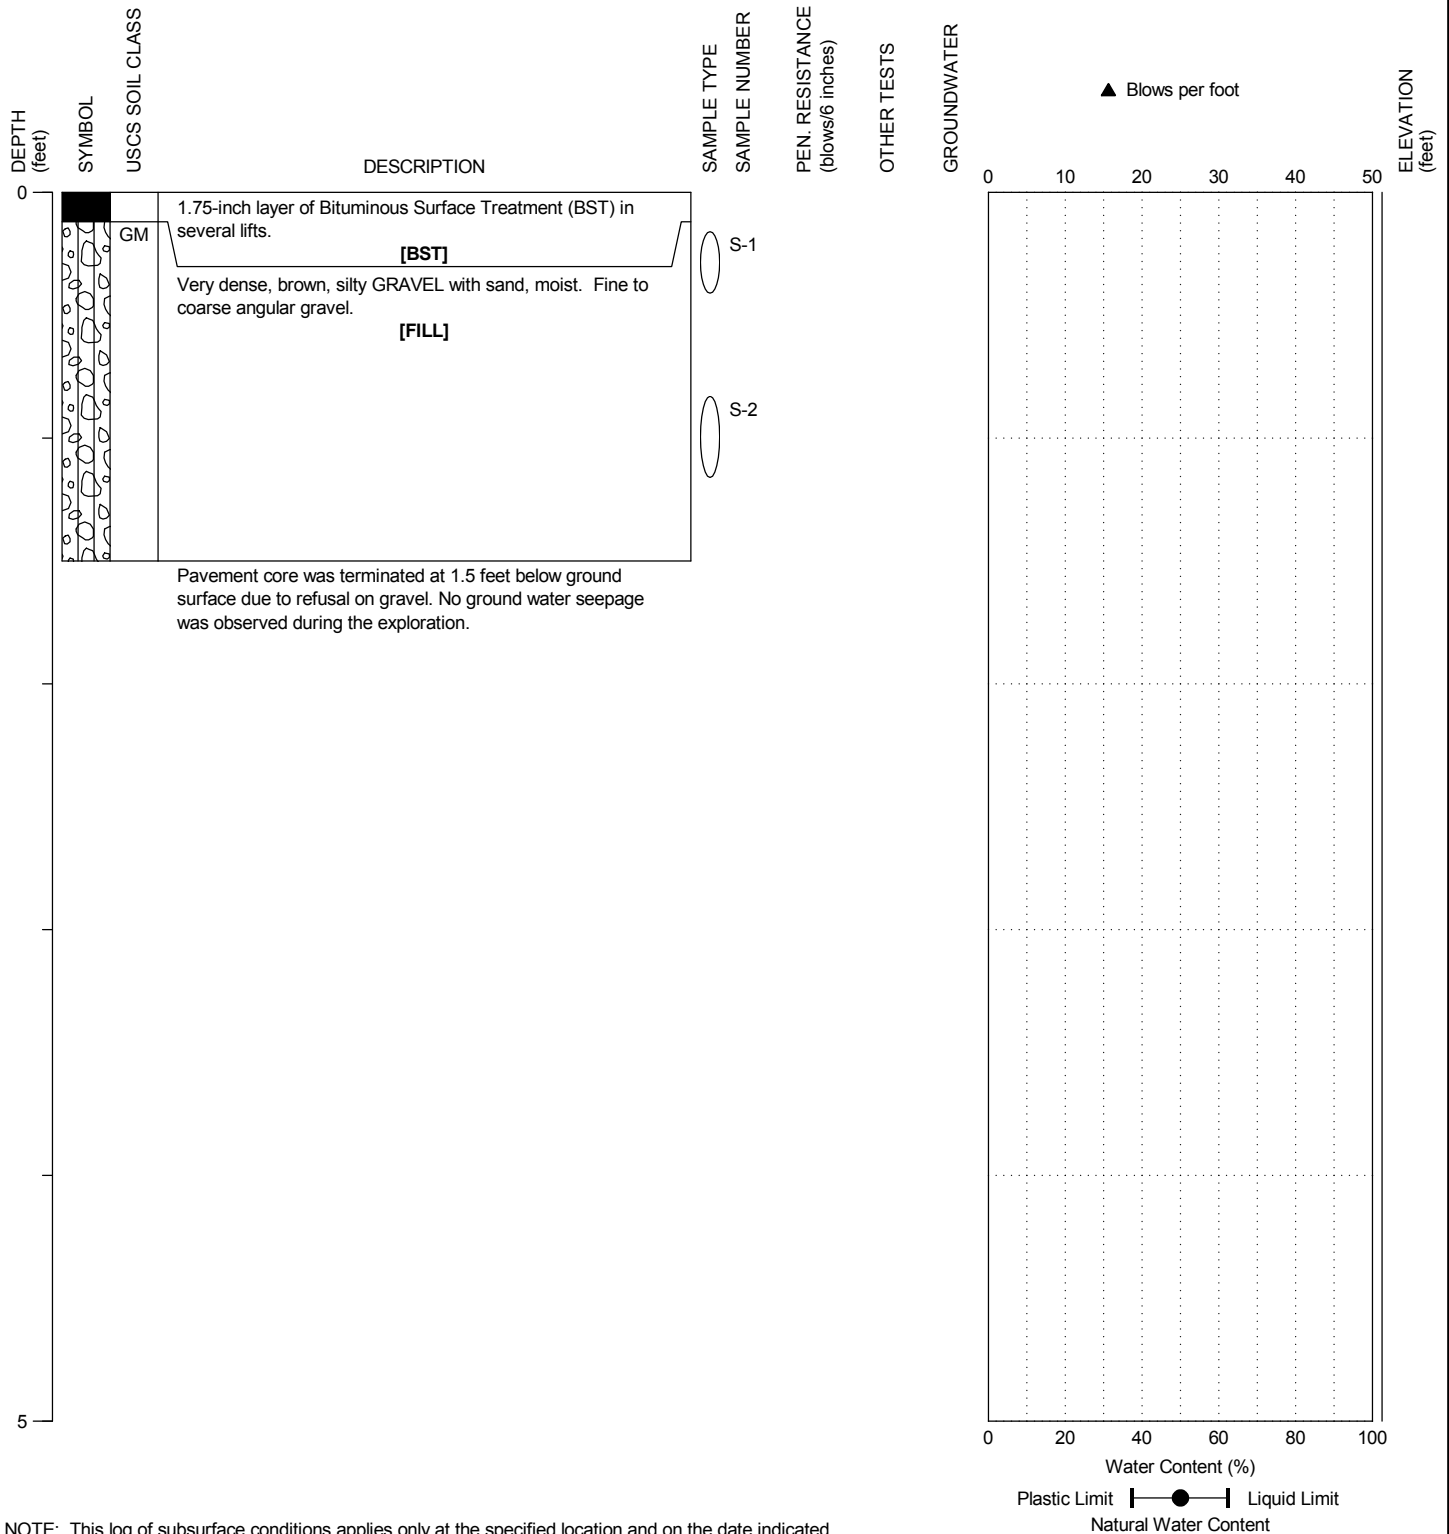 DEPTH
(feet)
SYMBOL
USCS SOIL CLASS
DESCRIPTION
SAMPLE TYPE
SAMPLE NUMBER
PEN. RESISTANCE
(blows/6 inches)
OTHER TESTS
GROUNDWATER
▲ Blows per foot
ELEVATION
(feet)
0 10 20 30 40 50
0
1.75-inch layer of Bituminous Surface Treatment (BST) in
several lifts.
[BST]
GM
S-1
Very dense, brown, silty GRAVEL with sand, moist. Fine to
coarse angular gravel.
[FILL]
S-2
Pavement core was terminated at 1.5 feet below ground
surface due to refusal on gravel. No ground water seepage
was observed during the exploration.
5
0 20 40 60 80 100
Water Content (%)
Plastic Limit Liquid Limit
Natural Water Content
NOTE: This log of subsurface conditions applies only at the specified location and on the date indicated